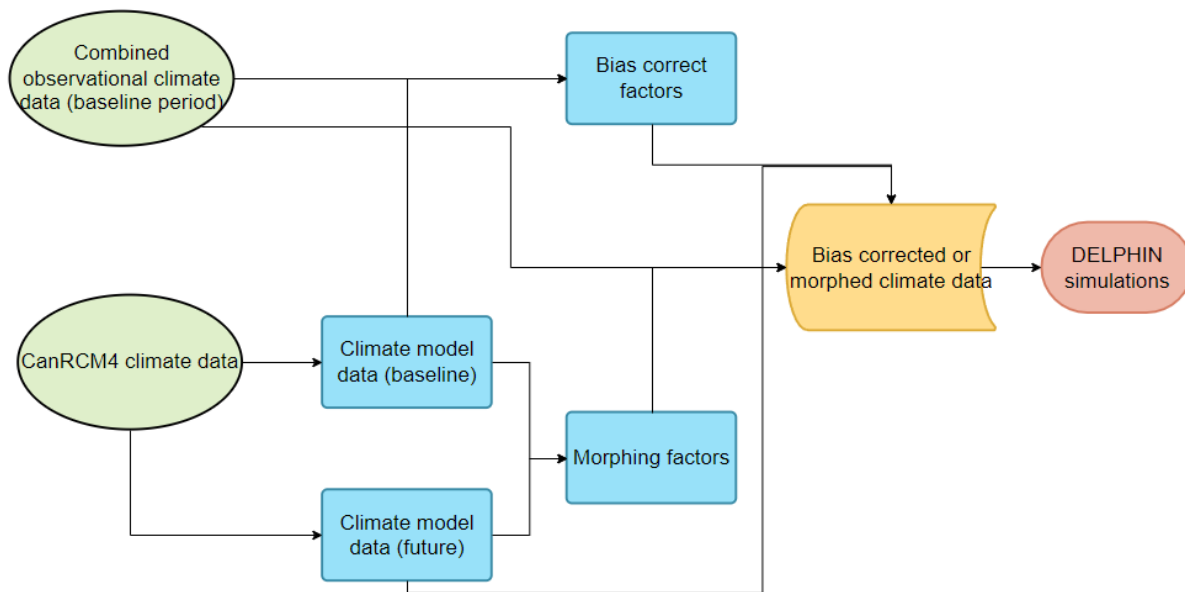 Combined
observational climate
data (baseline period)
Bias correct
factors
Bias corrected or
morphed climate data
DELPHIN
simulations
CanRCM4 climate data
Climate model
data (baseline)
Morphing factors
Climate model
data (future)